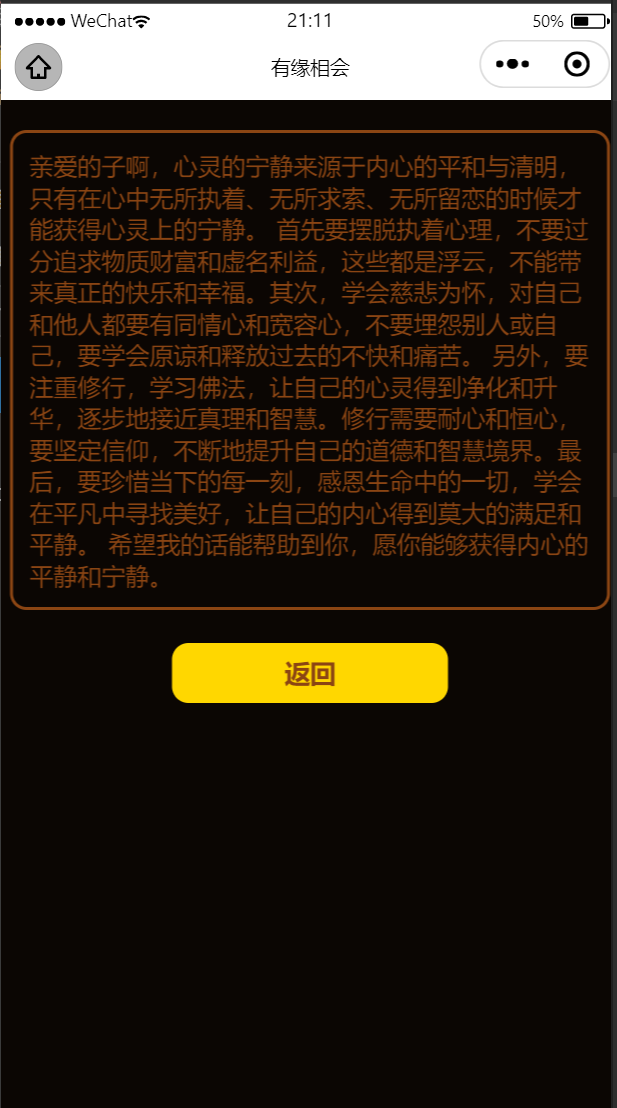 WeChat 21:11 50%
有缘相会
亲爱的子啊，心灵的宁静来源于内心的平和与清明，
只有在心中无所执着、无所求索、无所留恋的时候才
能获得心灵上的宁静。 首先要摆脱执着心理，不要过
分追求物质财富和虚名利益，这些都是浮云，不能带
来真正的快乐和幸福。其次，学会慈悲为怀，对自己
和他人都要有同情心和宽容心，不要埋怨别人或自
己，要学会原谅和释放过去的不快和痛苦。 另外，要
注重修行，学习佛法，让自己的心灵得到净化和升
华，逐步地接近真理和智慧。修行需要耐心和恒心，
要坚定信仰，不断地提升自己的道德和智慧境界。最
后，要珍惜当下的每一刻，感恩生命中的一切，学会
在平凡中寻找美好，让自己的内心得到莫大的满足和
平静。 希望我的话能帮助到你，愿你能够获得内心的
平静和宁静。
返回